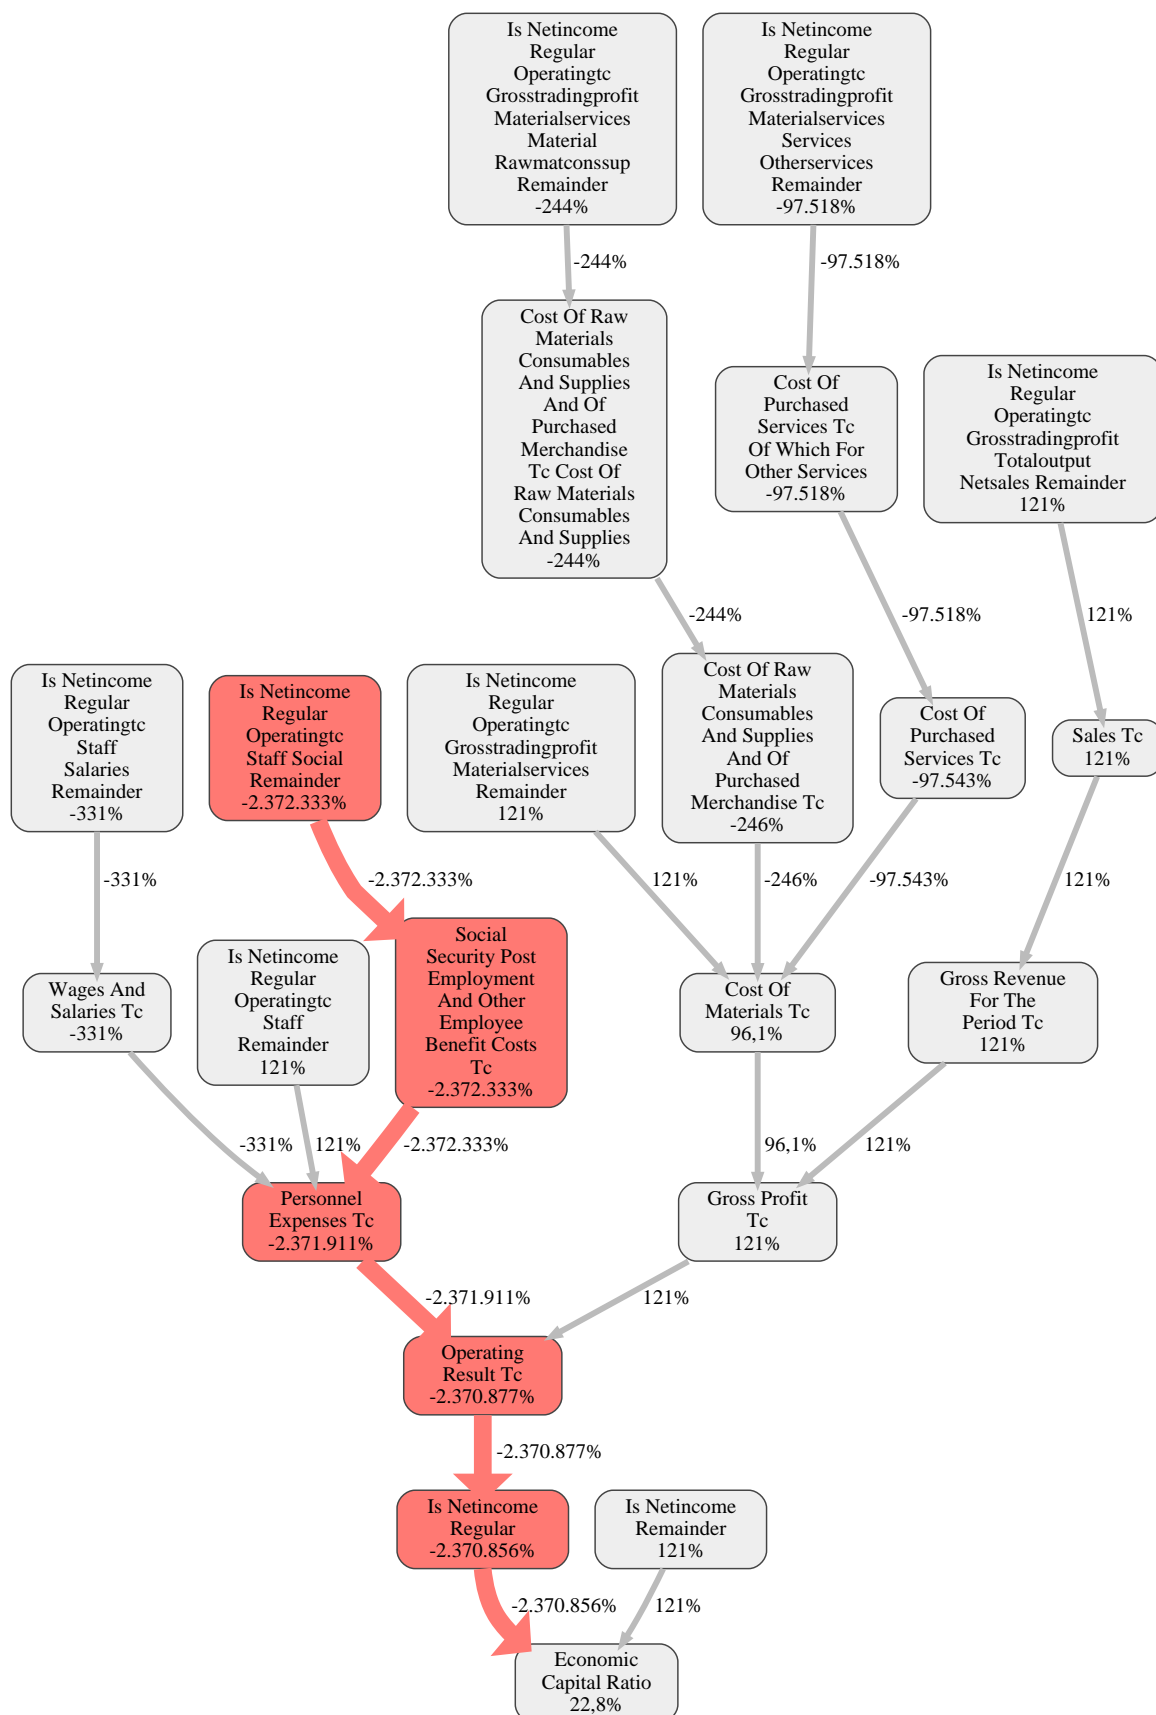 Is Netincome
Regular
Operatingtc
Grosstradingprofit
Materialservices
Material
Rawmatconssup
Remainder
-244%
Is Netincome
Regular
Operatingtc
Grosstradingprofit
Materialservices
Services
Otherservices
Remainder
-97.518%
-244%
-97.518%
Cost Of Raw
Materials
Consumables
And Supplies
And Of
Purchased
Merchandise
Tc Cost Of
Raw Materials
Consumables
And Supplies
-244%
Cost Of
Purchased
Services Tc
Of Which For
Other Services
-97.518%
Is Netincome
Regular
Operatingtc
Grosstradingprofit
Totaloutput
Netsales Remainder
121%
-244%
-97.518%
121%
Is Netincome
Regular
Operatingtc
Staff
Salaries
Remainder
-331%
Is Netincome
Regular
Operatingtc
Staff Social
Remainder
-2.372.333%
Is Netincome
Regular
Operatingtc
Grosstradingprofit
Materialservices
Remainder
121%
Cost Of Raw
Materials
Consumables
And Supplies
And Of
Purchased
Merchandise Tc
-246%
Cost Of
Purchased
Services Tc
-97.543%
Sales Tc
121%
-331%
-2.372.333%
121%
-246%
-97.543%
121%
Wages And
Salaries Tc
-331%
Is Netincome
Regular
Operatingtc
Staff
Remainder
121%
Social
Security Post
Employment
And Other
Employee
Benefit Costs
Tc
-2.372.333%
Cost Of
Materials Tc
96,1%
Gross Revenue
For The
Period Tc
121%
-331%
121%
-2.372.333%
96,1%
121%
Personnel
Expenses Tc
-2.371.911%
Gross Profit
Tc
121%
-2.371.911%
121%
Operating
Result Tc
-2.370.877%
-2.370.877%
Is Netincome
Regular
-2.370.856%
Is Netincome
Remainder
121%
-2.370.856%
121%
Economic
Capital Ratio
22,8%